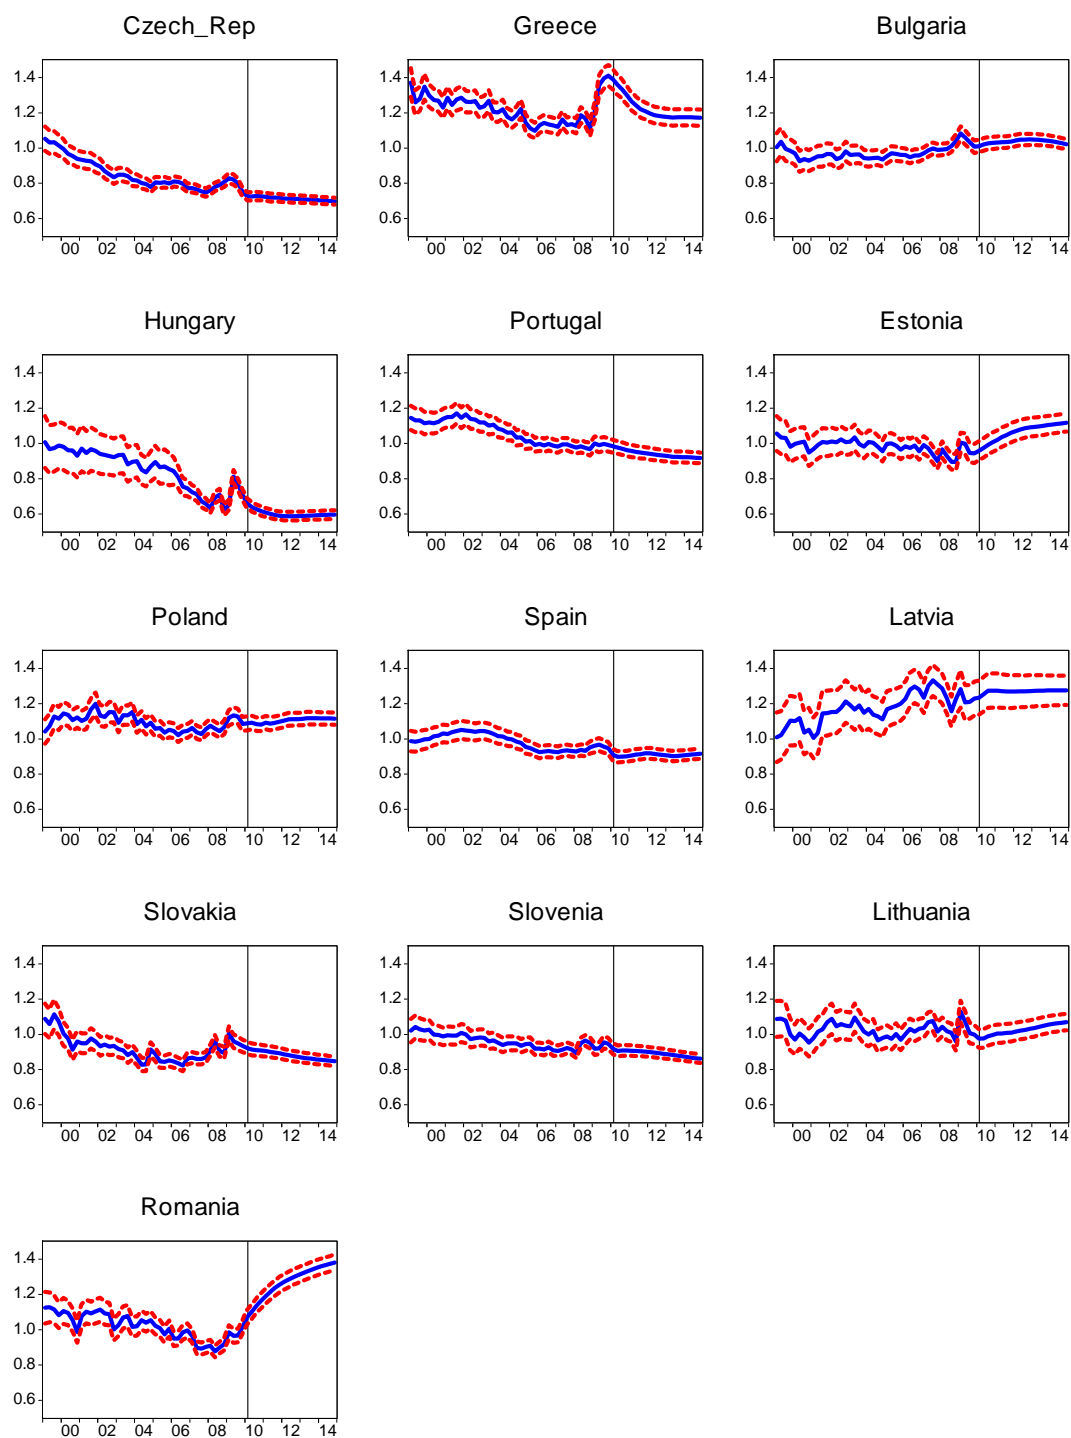 Czech_Rep Greece Bulgaria
1.4 1.4 1.4
1.2 1.2 1.2
1.0 1.0 1.0
0.8 0.8 0.8
0.6 0.6 0.6
00 02 04 06 08 10 12 14 00 02 04 06 08 10 12 14 00 02 04 06 08 10 12 14
Hungary Portugal Estonia
1.4 1.4 1.4
1.2 1.2 1.2
1.0 1.0 1.0
0.8 0.8 0.8
0.6 0.6 0.6
00 02 04 06 08 10 12 14 00 02 04 06 08 10 12 14 00 02 04 06 08 10 12 14
Poland Spain Latvia
1.4 1.4 1.4
1.2 1.2 1.2
1.0 1.0 1.0
0.8 0.8 0.8
0.6 0.6 0.6
00 02 04 06 08 10 12 14 00 02 04 06 08 10 12 14 00 02 04 06 08 10 12 14
Slovakia Slovenia Lithuania
1.4 1.4 1.4
1.2 1.2 1.2
1.0 1.0 1.0
0.8 0.8 0.8
0.6 0.6 0.6
00 02 04 06 08 10 12 14 00 02 04 06 08 10 12 14 00 02 04 06 08 10 12 14
Romania
1.4
1.2
1.0
0.8
0.6
00 02 04 06 08 10 12 14